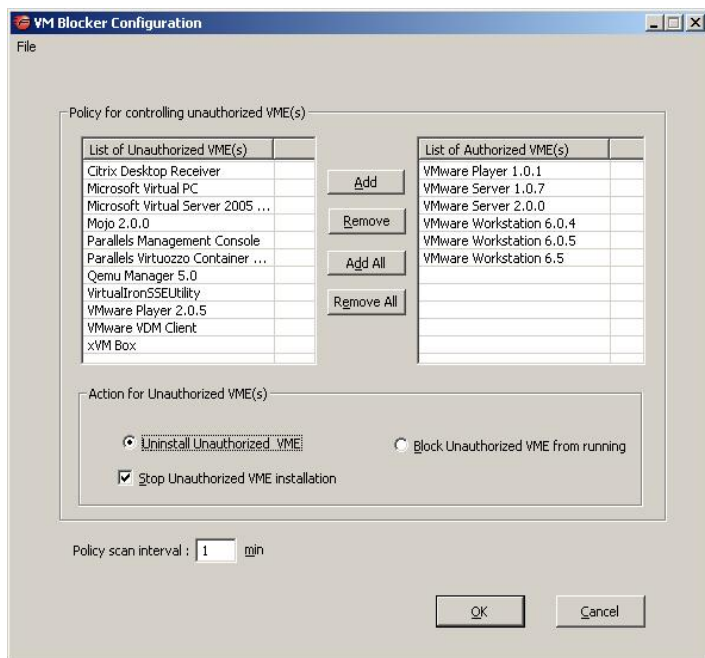 VM Blocker Configuration
File
Policy for controlling unauthorized VME(s)
List of Unauthorized VME(s)
Citrix Desktop Receiver
Microsoft Virtual PC
Microsoft Virtual Server 2005 ...
Mojo 2.0.0
Parallels Management Console
Parallels Virtuozzo Container ...
Qemu Manager 5.0
VirtualIronSSEUtility
VMware Player 2.0.5
VMware VDM Client
xVM Box
Add
Remove
Add All
Remove All
List of Authorized VME(s)
VMware Player 1.0.1
VMware Server 1.0.7
VMware Server 2.0.0
VMware Workstation 6.0.4
VMware Workstation 6.0.5
VMware Workstation 6.5
Action for Unauthorized VME(s)
Uninstall Unauthorized VME
Block Unauthorized VME from running
Stop Unauthorized VME installation
Policy scan interval : 1 min
OK
Cancel